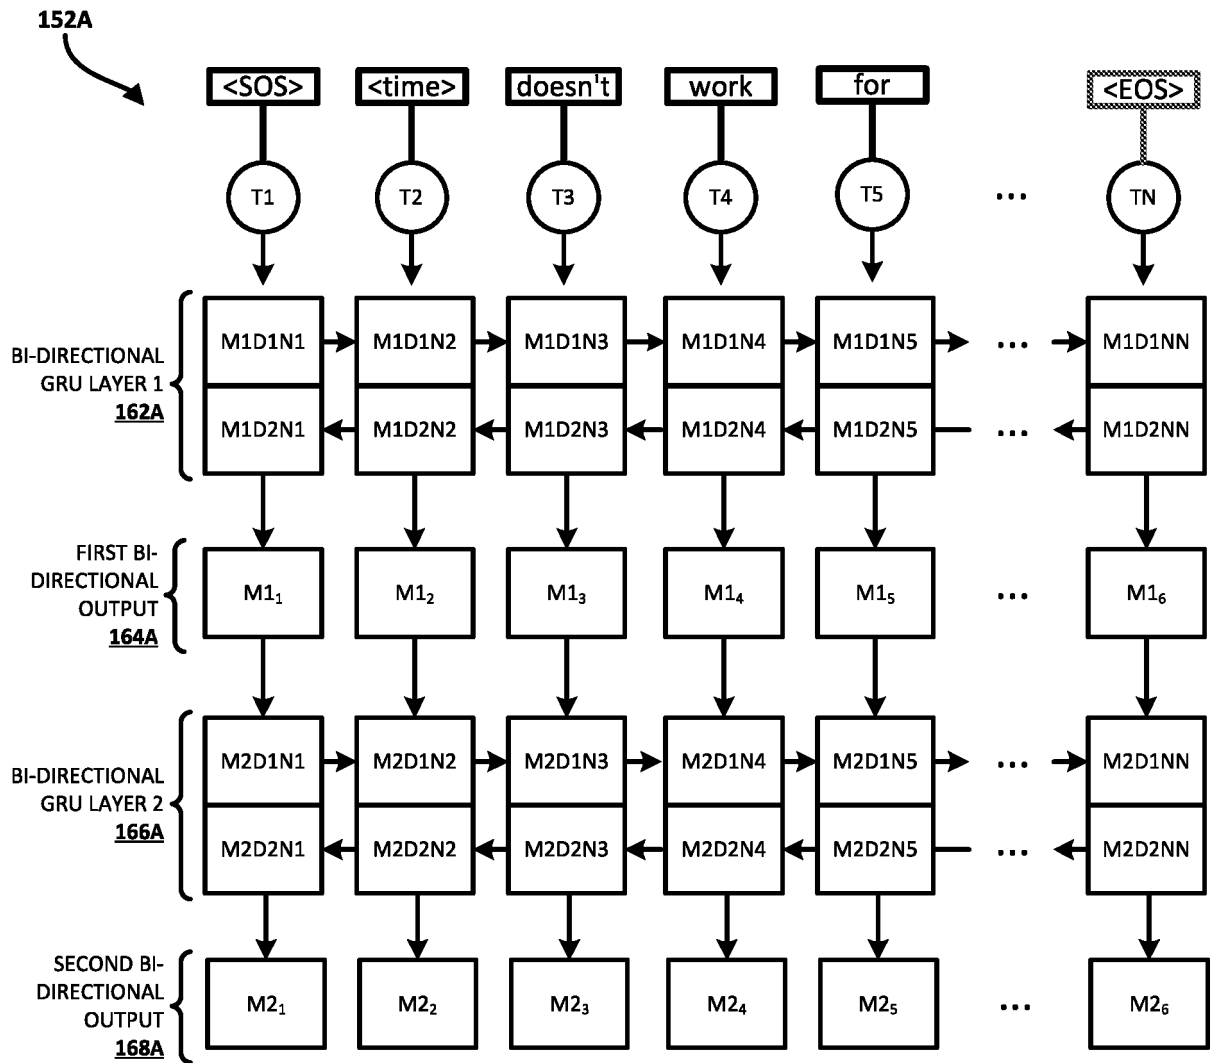 152A
<SOS> <time> doesn't work for <EOS>
T1 T2 T3 T4 T5 ... TN
BI-DIRECTIONAL
GRU LAYER 1
162A
M1D1N1 M1D1N2 M1D1N3 M1D1N4 M1D1N5 ... M1D1NN
M1D2N1 M1D2N2 M1D2N3 M1D2N4 M1D2N5 ... M1D2NN
FIRST BI-
DIRECTIONAL
OUTPUT
164A
M1₁ M1₂ M1₃ M1₄ M1₅ ... M1₆
BI-DIRECTIONAL
GRU LAYER 2
166A
M2D1N1 M2D1N2 M2D1N3 M2D1N4 M2D1N5 ... M2D1NN
M2D2N1 M2D2N2 M2D2N3 M2D2N4 M2D2N5 ... M2D2NN
SECOND BI-
DIRECTIONAL
OUTPUT
168A
M2₁ M2₂ M2₃ M2₄ M2₅ ... M2₆